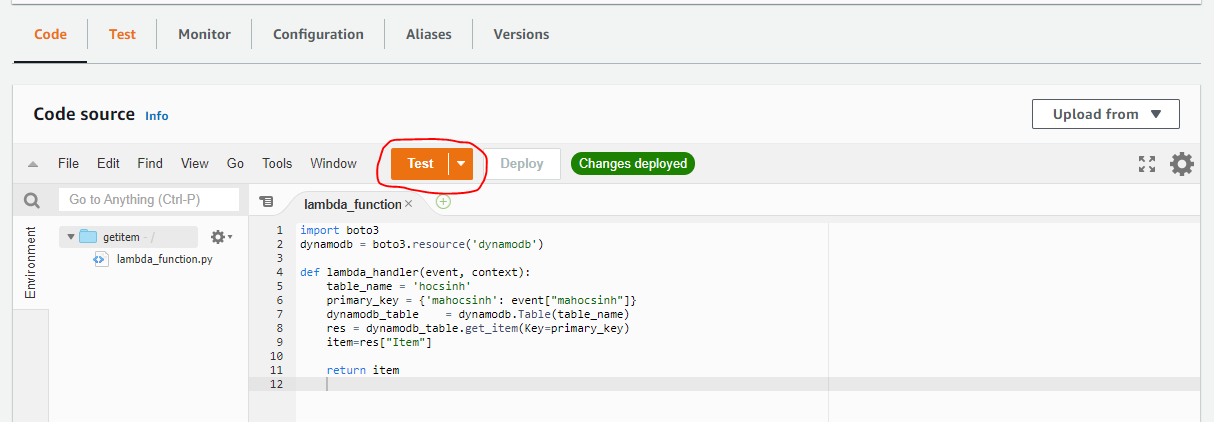 Code Test Monitor Configuration Aliases Versions
Code source Info Upload from
File Edit Find View Go Tools Window Test Deploy Changes deployed
Go to Anything (Ctrl-P) lambda_function
Environment
getitem - /
lambda_function.py
1 import boto3
2 dynamodb = boto3.resource('dynamodb')
3
4 def lambda_handler(event, context):
5     table_name = 'hocsinh'
6     primary_key = {'mahocsinh': event["mahocsinh"]}
7     dynamodb_table    = dynamodb.Table(table_name)
8     res = dynamodb_table.get_item(Key=primary_key)
9     item=res["Item"]
10
11     return item
12